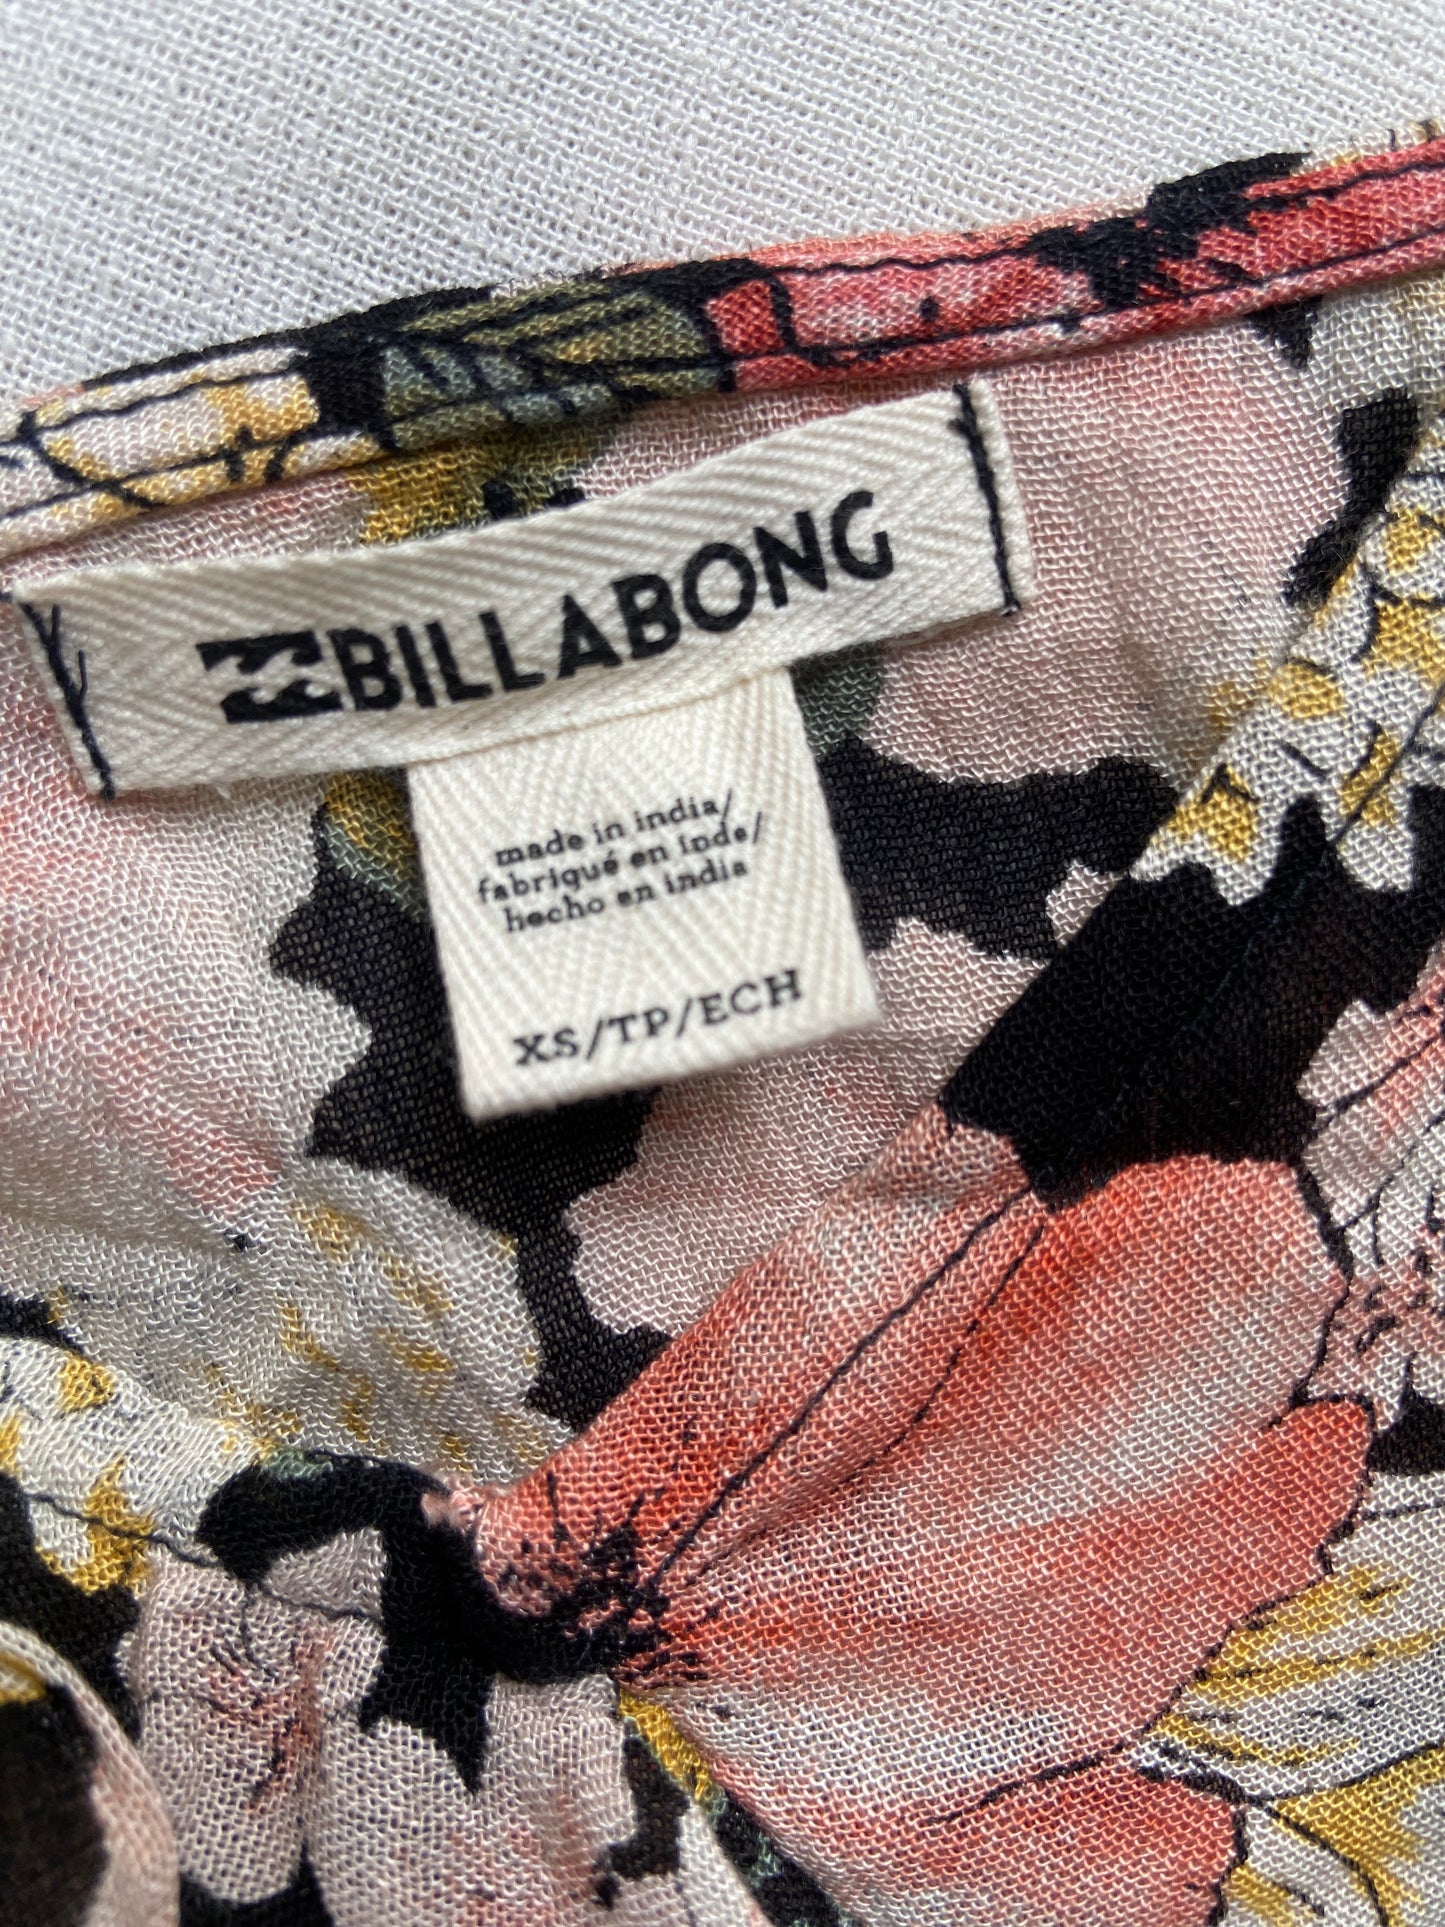 BILLABONG
made in india/
fabriqué en inde/
hecho en india
XS/TP/ECH